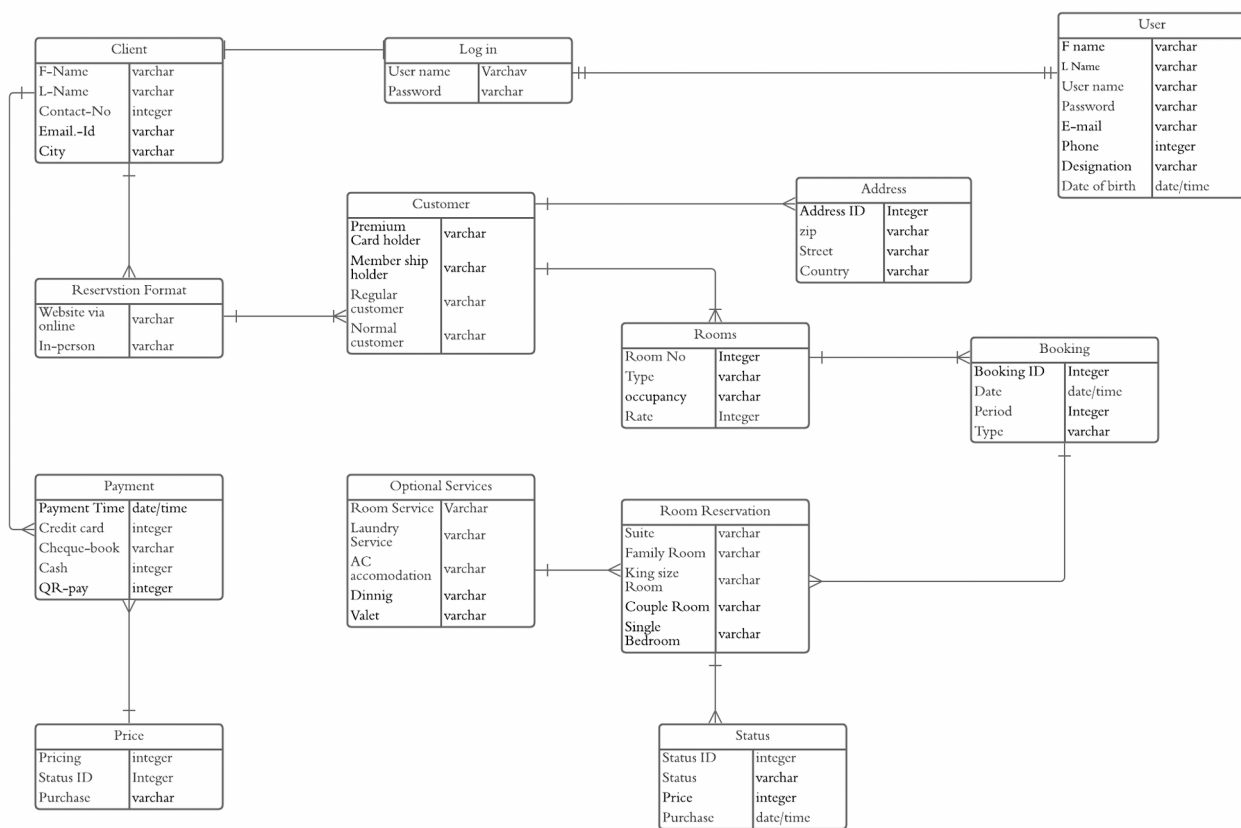 Client
F-Name varchar
L-Name varchar
Contact-No integer
Email.-Id varchar
City varchar
Log in
User name Varchav
Password varchar
User
F name varchar
L Name varchar
User name varchar
Password varchar
E-mail varchar
Phone integer
Designation varchar
Date of birth date/time
Customer
Premium
Card holder varchar
Member ship
holder varchar
Regular
customer varchar
Normal
customer varchar
Address
Address ID Integer
zip varchar
Street varchar
Country varchar
Reservstion Format
Website via
online varchar
In-person varchar
Rooms
Room No Integer
Type varchar
occupancy varchar
Rate Integer
Booking
Booking ID Integer
Date date/time
Period Integer
Type varchar
Payment
Payment Time date/time
Credit card integer
Cheque-book varchar
Cash integer
QR-pay integer
Optional Services
Room Service Varchar
Laundry
Service varchar
AC
accomodation varchar
Dinnig varchar
Valet varchar
Room Reservation
Suite varchar
Family Room varchar
King size
Room varchar
Couple Room varchar
Single
Bedroom varchar
Price
Pricing integer
Status ID Integer
Purchase varchar
Status
Status ID integer
Status varchar
Price integer
Purchase date/time